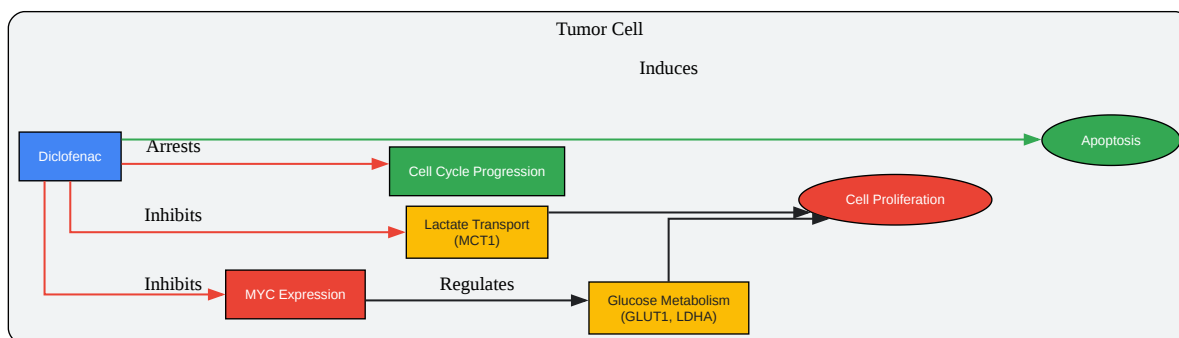 Tumor Cell
Induces
Diclofenac
Arrests
Apoptosis
Cell Cycle Progression
Cell Proliferation
Inhibits
Lactate Transport
(MCT1)
Inhibits
MYC Expression
Regulates
Glucose Metabolism
(GLUT1, LDHA)